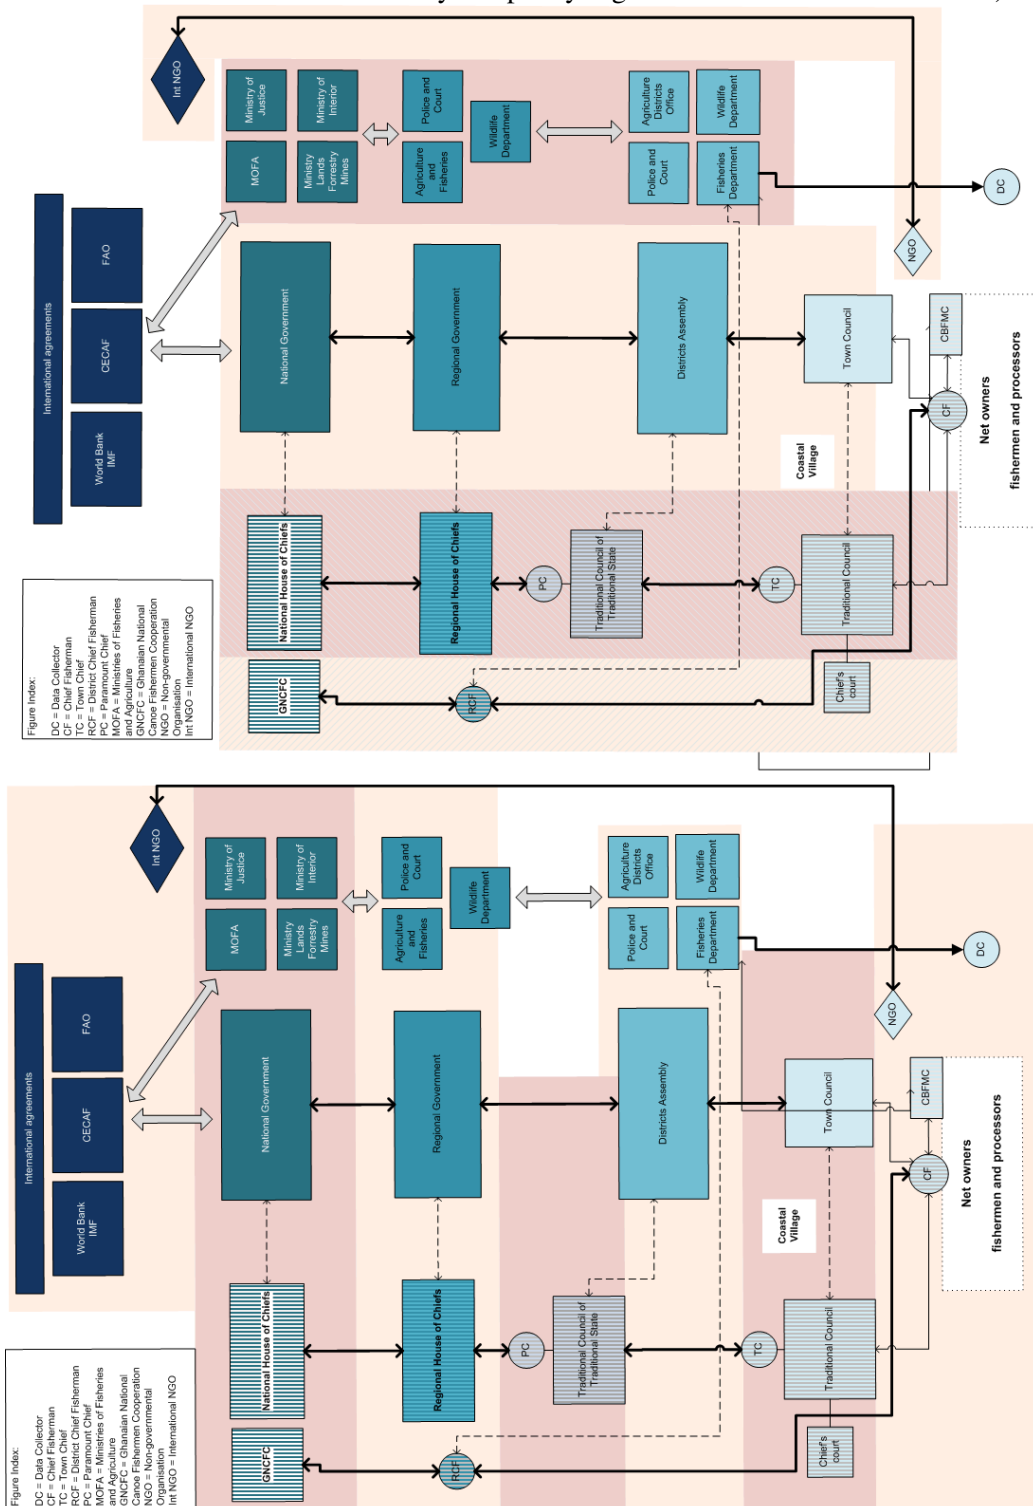 International agreements
World Bank
IMF
CECAF
FAO
Int NGO
Ministry of
Justice
Ministry of
Interior
MOFA
Ministry
Lands
Forrestry
Mines
Police and
Court
Agriculture
and
Fisheries
Wildlife
Department
Agriculture
Districts
Office
Wildlife
Department
Police and
Court
Fisheries
Department
DC
NGO
National Government
Regional Government
Districts Assembly
Town Council
CBFMC
CF
Net owners
fishermen and processors
Coastal
Village
National House of Chiefs
Regional House of Chiefs
PC
Traditional Council of
Traditional State
TC
Traditional Council
GNCFC
RCF
Chief's
court
Figure Index:
DC = Data Collector
CF = Chief Fisherman
TC = Town Chief
RCF = District Chief Fisherman
PC = Paramount Chief
MOFA = Ministries of Fisheries
and Agriculture
GNCFC = Ghanaian National
Canoe Fishermen Cooperation
NGO = Non-governmental
Organisation
Int NGO = International NGO
International agreements
World Bank
IMF
CECAF
FAO
Int NGO
Ministry of
Justice
Ministry of
Interior
MOFA
Ministry
Lands
Forrestry
Mines
Police and
Court
Agriculture
and
Fisheries
Wildlife
Department
Agriculture
Districts
Office
Wildlife
Department
Police and
Court
Fisheries
Department
DC
NGO
National Government
Regional Government
Districts Assembly
Town Council
CBFMC
CF
Net owners
fishermen and processors
Coastal
Village
National House of Chiefs
Regional House of Chiefs
PC
Traditional Council of
Traditional State
TC
Traditional Council
GNCFC
RCF
Chief's
court
Figure Index:
DC = Data Collector
CF = Chief Fisherman
TC = Town Chief
RCF = District Chief Fisherman
PC = Paramount Chief
MOFA = Ministries of Fisheries
and Agriculture
GNCFC = Ghanaian National
Canoe Fishermen Cooperation
NGO = Non-governmental
Organisation
Int NGO = International NGO